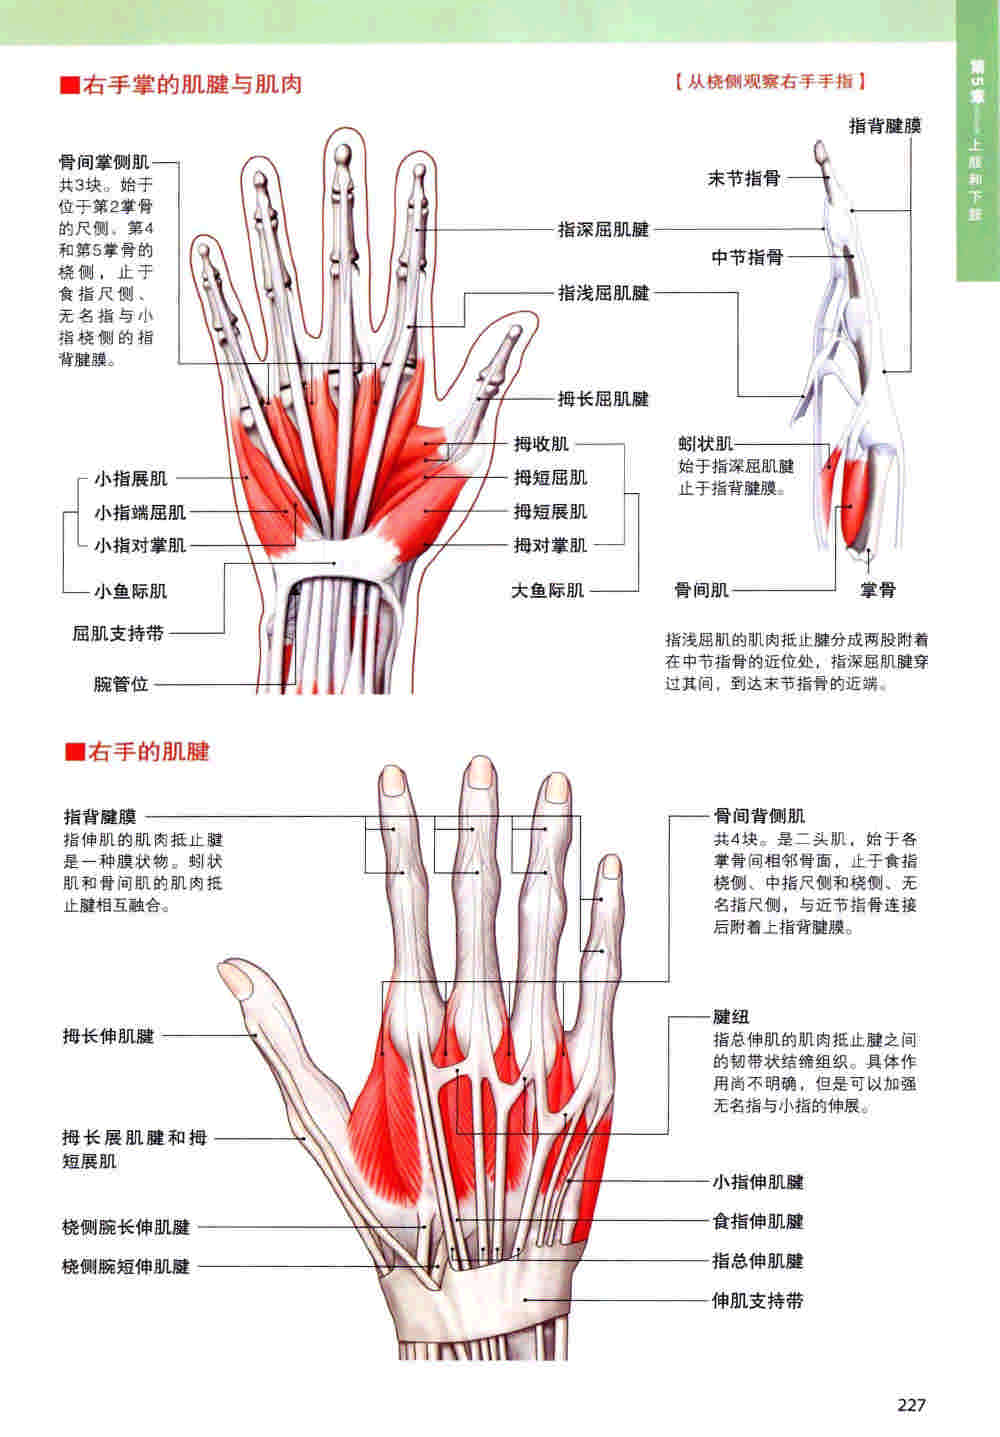 第5章——上肢和下肢
■右手掌的肌腱与肌肉
【从桡侧观察右手手指】
骨间掌侧肌
共3块。始于
位于第2掌骨
的尺侧、第4
和第5掌骨的
桡侧，止于
食指尺侧、
无名指与小
指桡侧的指
背腱膜。
小指展肌
小指端屈肌
小指对掌肌
小鱼际肌
屈肌支持带
腕管位
指深屈肌腱
指浅屈肌腱
拇长屈肌腱
拇收肌
拇短屈肌
拇短展肌
拇对掌肌
大鱼际肌
指背腱膜
末节指骨
中节指骨
蚓状肌
始于指深屈肌腱
止于指背腱膜。
骨间肌
掌骨
指浅屈肌的肌肉抵止腱分成两股附着
在中节指骨的近位处，指深屈肌腱穿
过其间，到达末节指骨的近端。
■右手的肌腱
指背腱膜
指伸肌的肌肉抵止腱
是一种膜状物。蚓状
肌和骨间肌的肌肉抵
止腱相互融合。
拇长伸肌腱
拇长展肌腱和拇
短展肌
桡侧腕长伸肌腱
桡侧腕短伸肌腱
骨间背侧肌
共4块。是二头肌，始于各
掌骨间相邻骨面，止于食指
桡侧、中指尺侧和桡侧、无
名指尺侧，与近节指骨连接
后附着上指背腱膜。
腱纽
指总伸肌的肌肉抵止腱之间
的韧带状结缔组织。具体作
用尚不明确，但是可以加强
无名指与小指的伸展。
小指伸肌腱
食指伸肌腱
指总伸肌腱
伸肌支持带
227